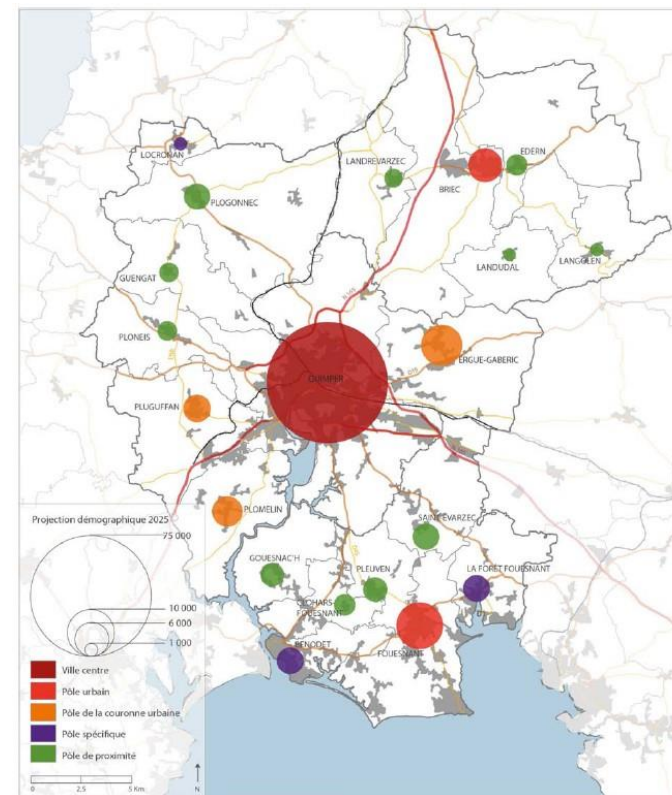 LOCRONAN
PLOGONNEC
LANDREVARZEC
EDERN
BRIEC
GUENGAT
LANDUDAL
LANGOLEN
PLONEIS
ERGUE-GABERIC
QUIMPER
PLUGUFFAN
PLOMELIN
SAINT-EVARZEC
GOUESNAC'H
PLEUVEN
LA FORÊT FOUESNANT
CLOHARS-
FOUESNANT
FOUESNANT
BENODET
Projection démographique 2025
75 000
10 000
6 000
1 000
Ville centre
Pôle urbain
Pôle de la couronne urbaine
Pôle spécifique
Pôle de proximité
0 2,5 5 Km
N